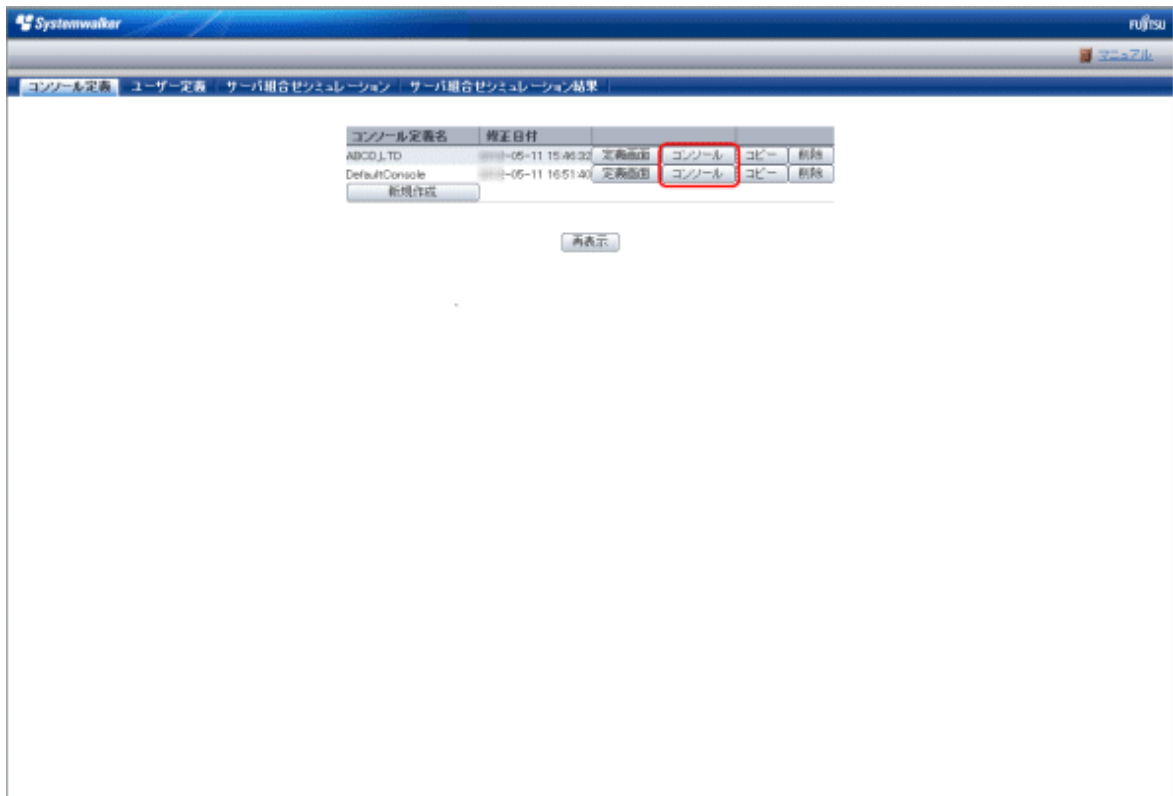 Systemwalker
FUJITSU
マニュアル
コンソール定義 ユーザー定義 サーバ組合せシミュレーション サーバ組合せシミュレーション結果
コンソール定義名 修正日付
ABCD_LTD -05-11 15:46:32 定義画面 コンソール コピー 削除
DefaultConsole -05-11 16:51:40 定義画面 コンソール コピー 削除
新規作成
再表示